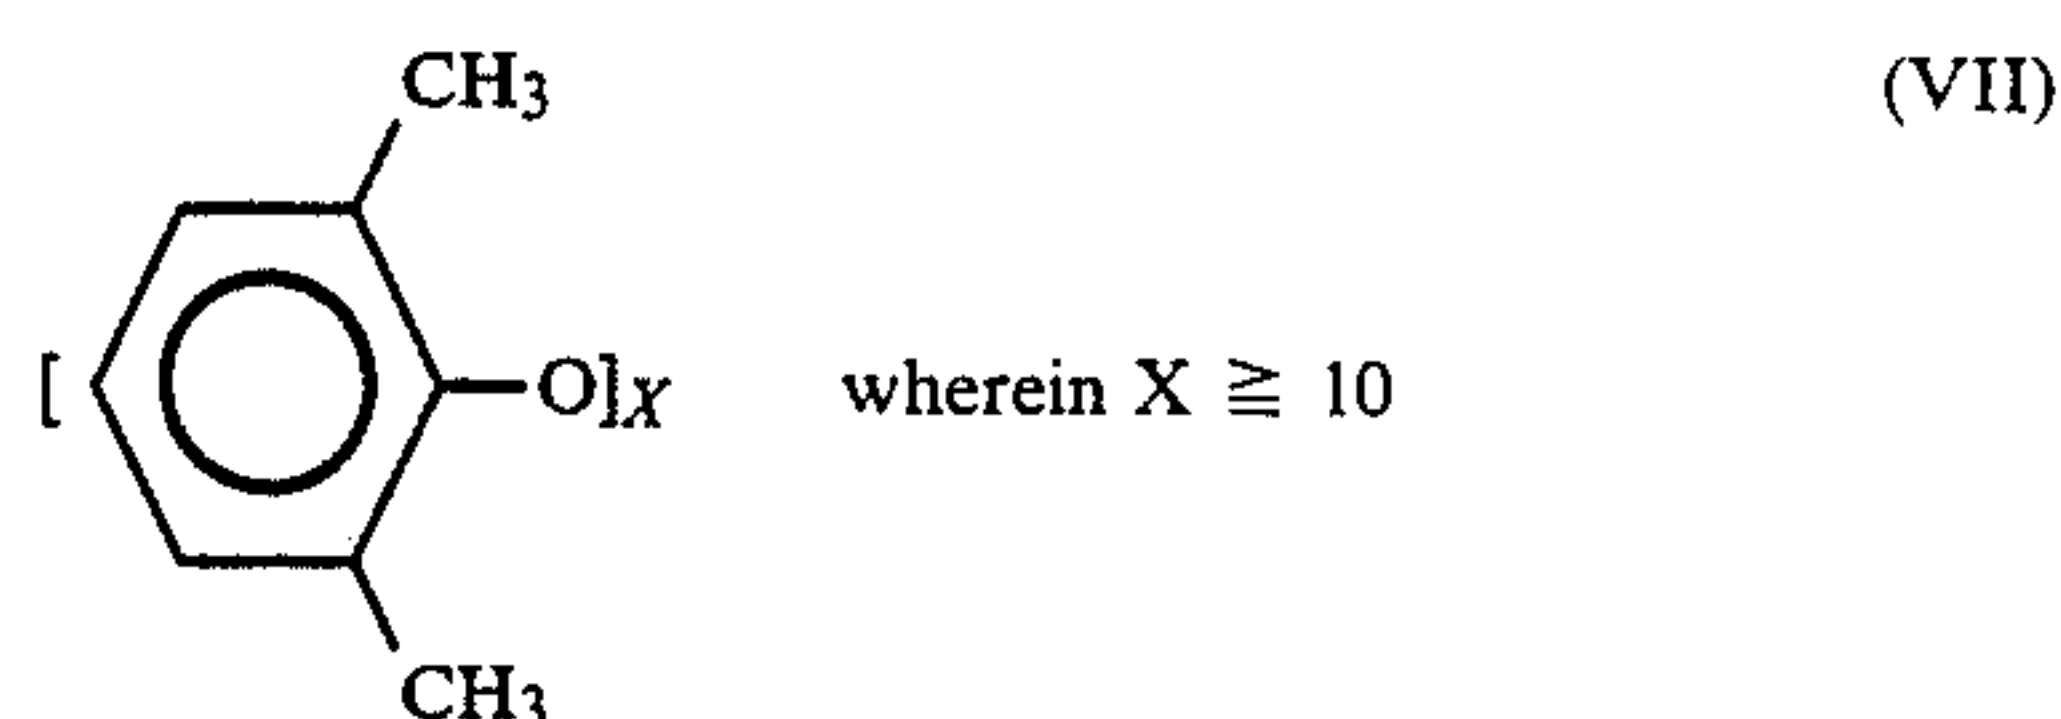 CH3 (VII)
[ O]X wherein X ≧ 10
CH3